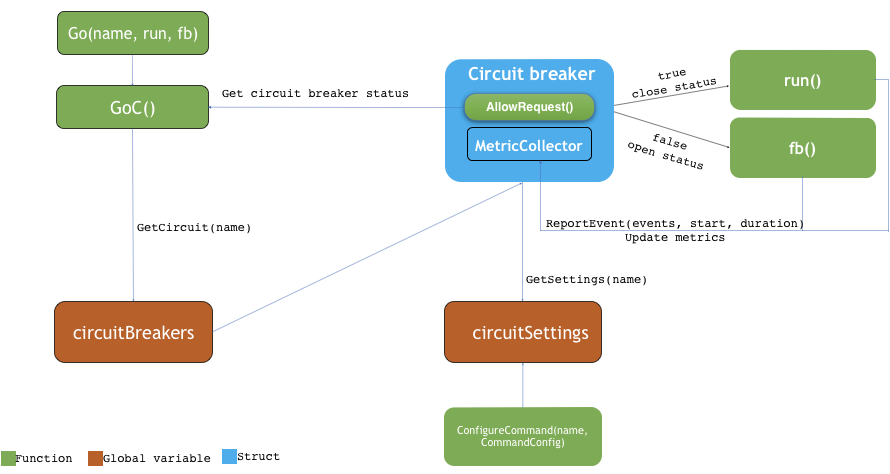 Go(name, run, fb)
GoC()
Get circuit breaker status
Circuit breaker
AllowRequest()
MetricCollector
true
close status
false
open status
run()
fb()
ReportEvent(events, start, duration)
Update metrics
GetCircuit(name)
GetSettings(name)
circuitBreakers
circuitSettings
ConfigureCommand(name,
CommandConfig)
Function
Global variable
Struct